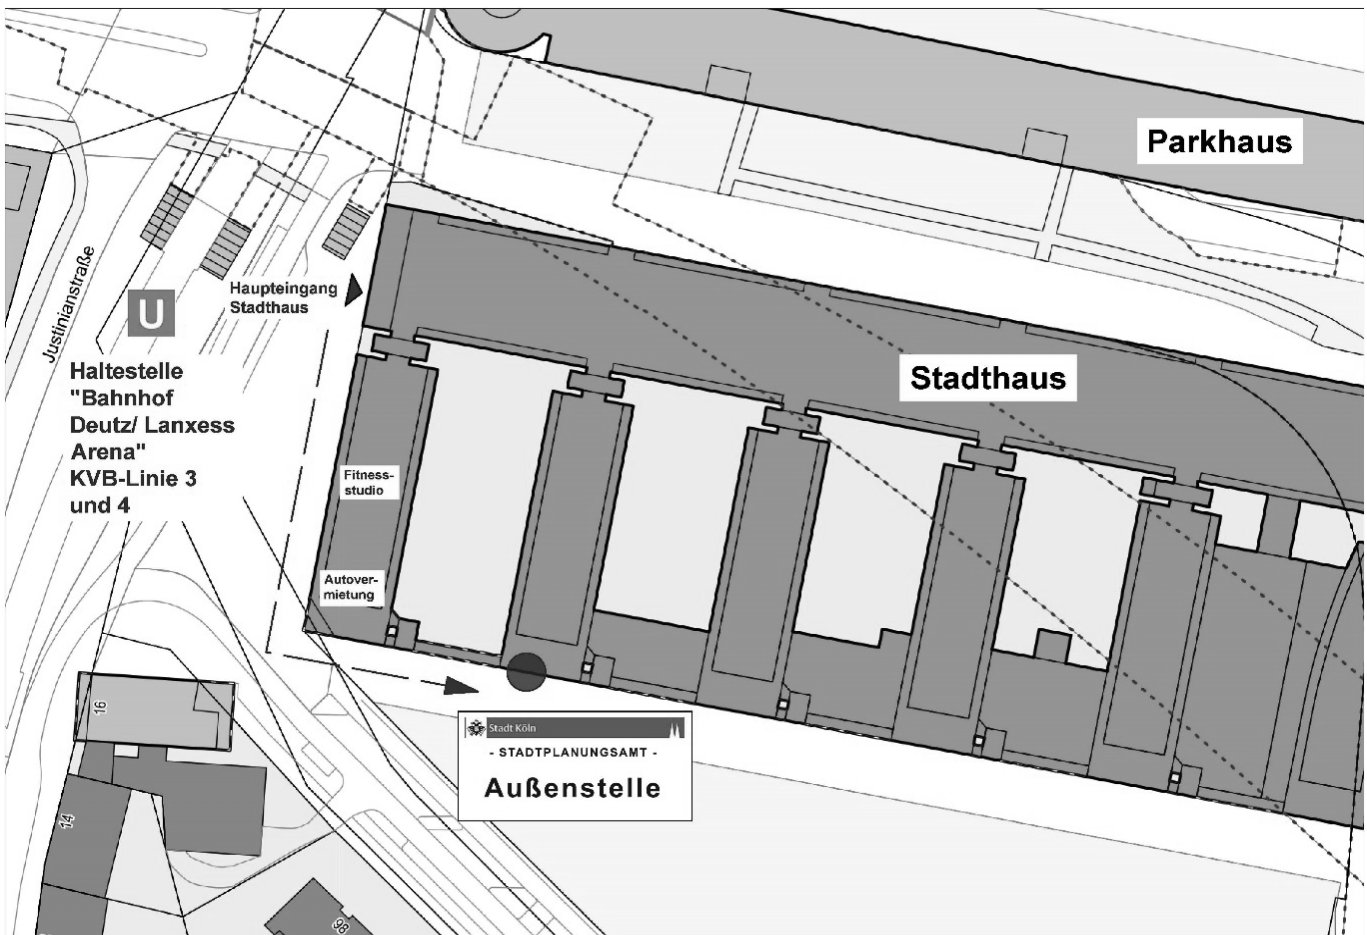 Parkhaus
Justinianstraße
U
Haupteingang
Stadthaus
Haltestelle
"Bahnhof
Deutz/ Lanxess
Arena"
KVB-Linie 3
und 4
Stadthaus
Fitness-
studio
Autover-
mietung
16
Stadt Köln
- STADTPLANUNGSAMT -
Außenstelle
14
98